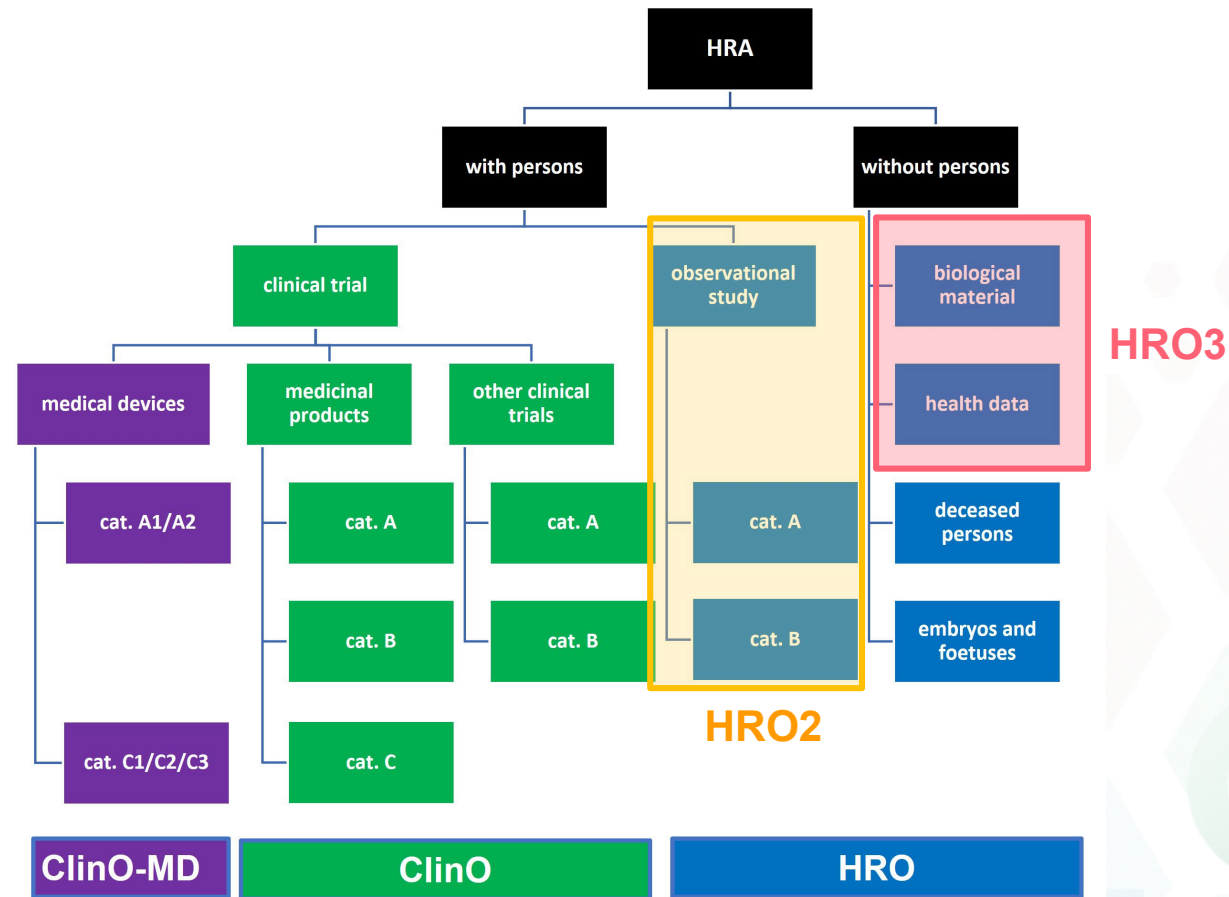 HRA
with persons
without persons
clinical trial
observational
study
biological
material
HRO3
medical devices
medicinal
products
other clinical
trials
health data
cat. A1/A2
cat. A
cat. A
cat. A
deceased
persons
cat. B
cat. B
cat. B
embryos and
foetuses
HRO2
cat. C1/C2/C3
cat. C
ClinO-MD
ClinO
HRO